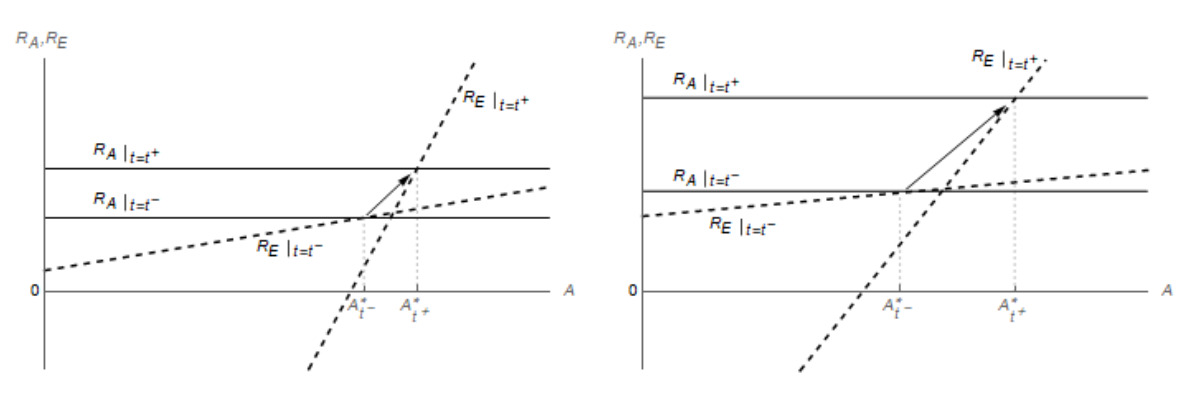 R_A,R_E
R_E |_{t=t^+}
R_A |_{t=t^+}
R_A |_{t=t^-}
R_E |_{t=t^-}
0
A
A^*_{t^-}
A^*_{t^+}
R_A,R_E
R_E |_{t=t^+}
R_A |_{t=t^+}
R_A |_{t=t^-}
R_E |_{t=t^-}
0
A
A^*_{t^-}
A^*_{t^+}